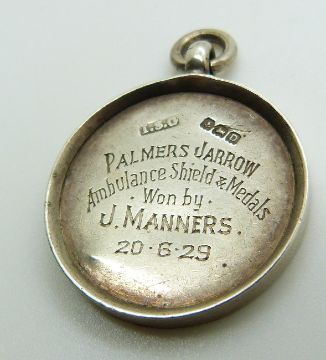 PALMERS JARROW
Ambulance Shield & Medals
· Won by ·
J. MANNERS.
20·6·29